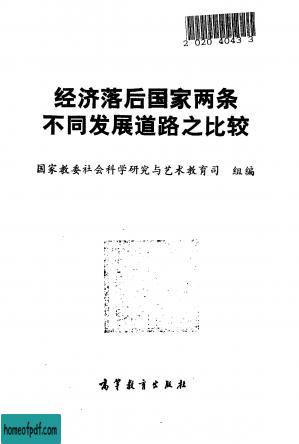 2 020 4043 3
经济落后国家两条
不同发展道路之比较
国家教委社会科学研究与艺术教育司 组编
高等教育出版社
homeofpdf.com